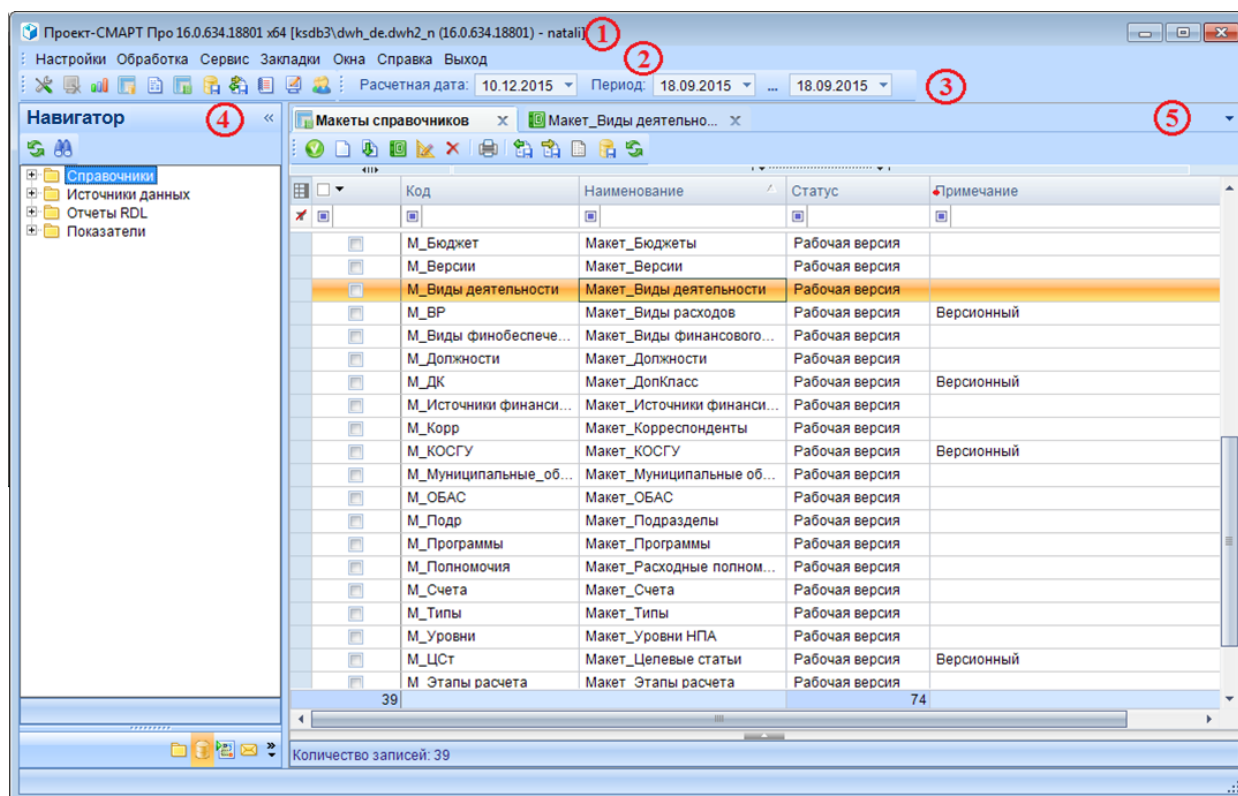 Проект-СМАРТ Про 16.0.634.18801 x64 [ksdb3\dwh_de.dwh2_n (16.0.634.18801) - natali] 1
Настройки Обработка Сервис Закладки Окна Справка Выход 2
Расчетная дата: 10.12.2015 Период: 18.09.2015 ... 18.09.2015 3
Навигатор 4 «
Макеты справочников x Макет_Виды деятельно... x 5
Справочники
Источники данных
Отчеты RDL
Показатели
Код Наименование Статус Примечание
М_Бюджет Макет_Бюджеты Рабочая версия
М_Версии Макет_Версии Рабочая версия
М_Виды деятельности Макет_Виды деятельности Рабочая версия
М_ВР Макет_Виды расходов Рабочая версия Версионный
М_Виды финобеспече... Макет_Виды финансового... Рабочая версия
М_Должности Макет_Должности Рабочая версия
М_ДК Макет_ДопКласс Рабочая версия Версионный
М_Источники финанси... Макет_Источники финанси... Рабочая версия
М_Корр Макет_Корреспонденты Рабочая версия
М_КОСГУ Макет_КОСГУ Рабочая версия Версионный
М_Муниципальные_об... Макет_Муниципальные об... Рабочая версия
М_ОБАС Макет_ОБАС Рабочая версия
М_Подр Макет_Подразделы Рабочая версия
М_Программы Макет_Программы Рабочая версия
М_Полномочия Макет_Расходные полном... Рабочая версия
М_Счета Макет_Счета Рабочая версия
М_Типы Макет_Типы Рабочая версия
М_Уровни Макет_Уровни НПА Рабочая версия
М_ЦСт Макет_Целевые статьи Рабочая версия Версионный
М_Этапы расчета Макет_Этапы расчета Рабочая версия
39 74
Количество записей: 39